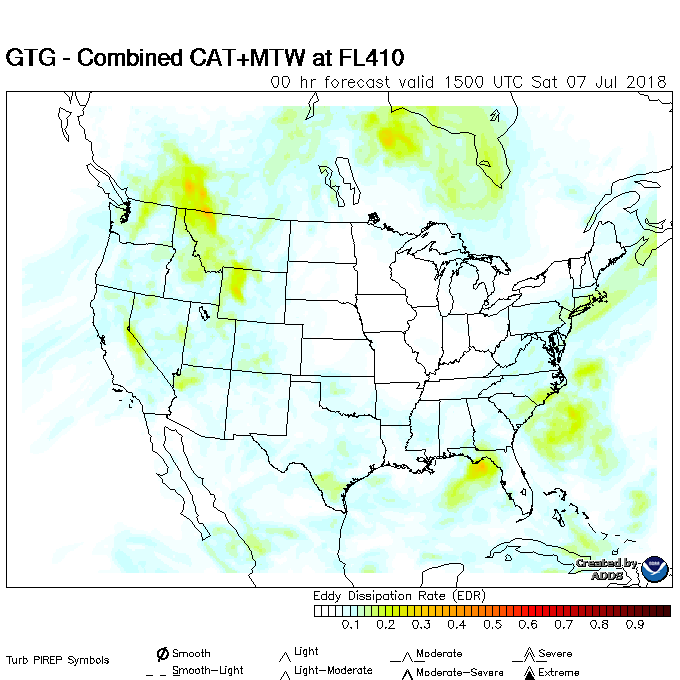 GTG - Combined CAT+MTW at FL410
00 hr forecast valid 1500 UTC Sat 07 Jul 2018
Created by
ADDS
Eddy Dissipation Rate (EDR)
0.1 0.2 0.3 0.4 0.5 0.6 0.7 0.8 0.9
Turb PIREP Symbols
Smooth Light Moderate Severe
Smooth-Light Light-Moderate Moderate-Severe Extreme